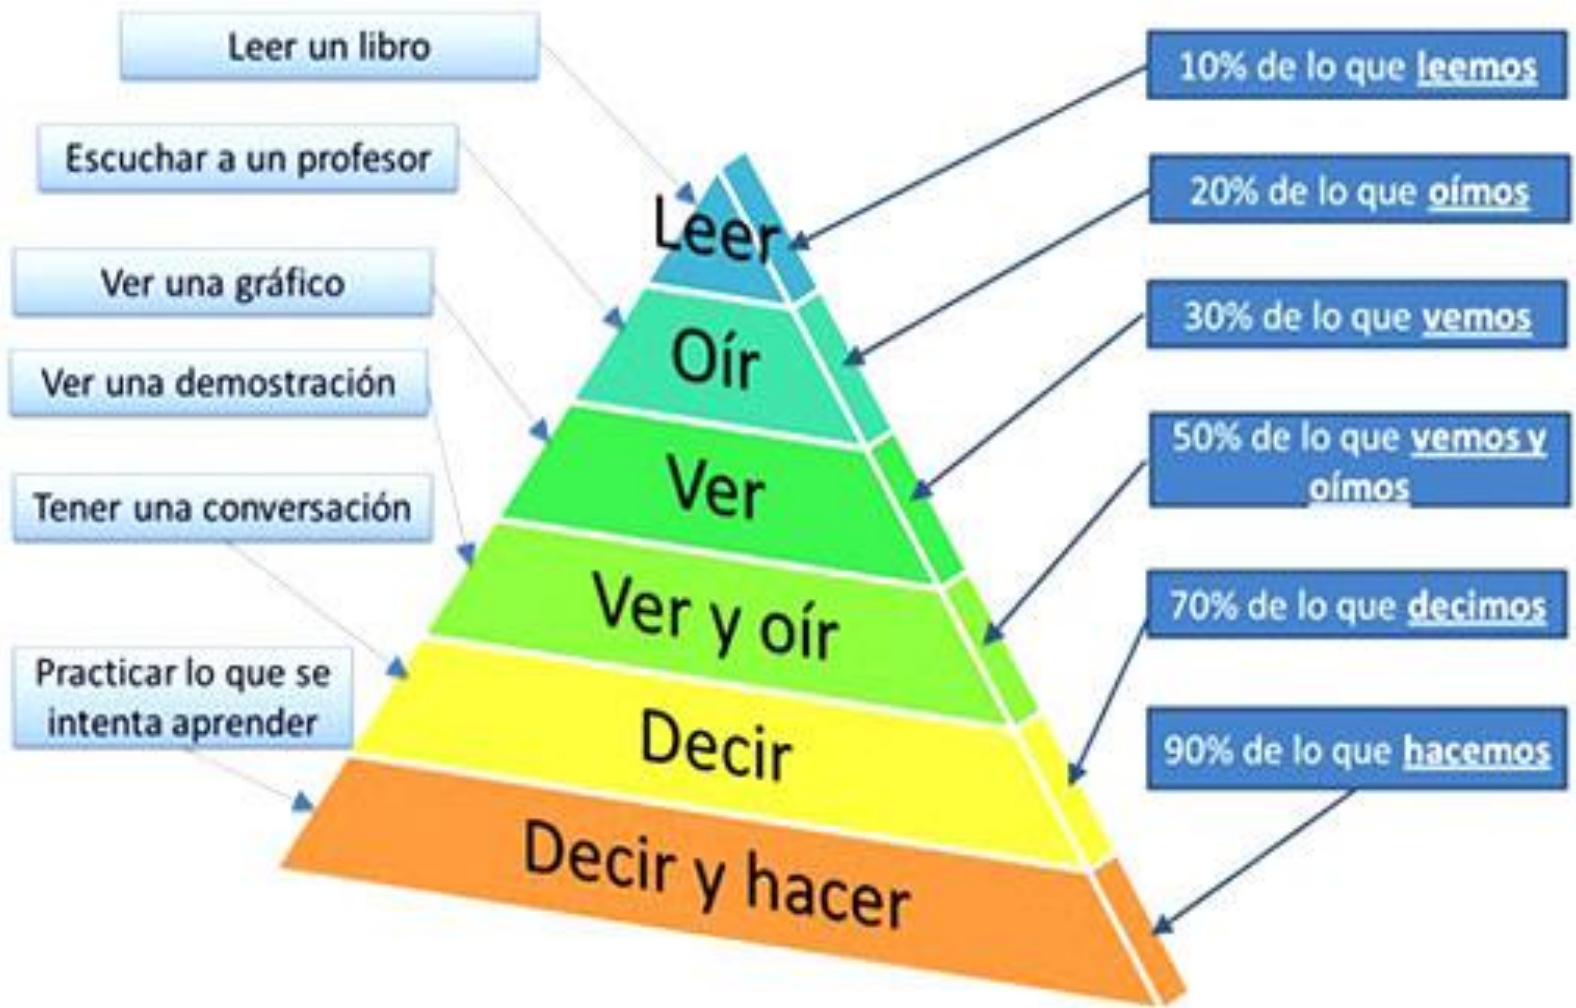 Leer un libro
Escuchar a un profesor
Ver una gráfico
Ver una demostración
Tener una conversación
Practicar lo que se
intenta aprender
Leer
Oír
Ver
Ver y oír
Decir
Decir y hacer
10% de lo que leemos
20% de lo que oímos
30% de lo que vemos
50% de lo que vemos y
oímos
70% de lo que decimos
90% de lo que hacemos